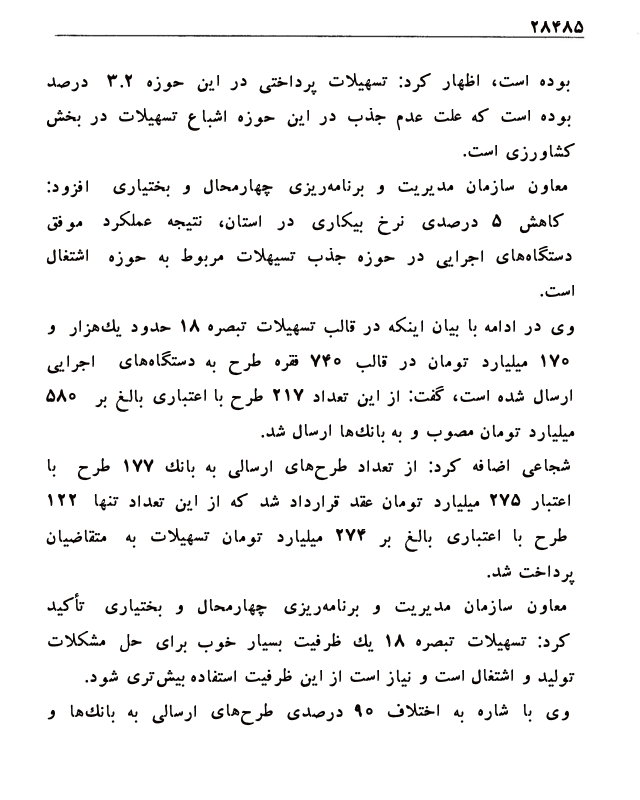 ۲۸۴۸۵
بوده است، اظهار کرد: تسهیلات پرداختی در این حوزه ۳.۲ درصد
بوده است که علت عدم جذب در این حوزه اشباع تسهیلات در بخش
کشاورزی است.
معاون سازمان مدیریت و برنامه‌ریزی چهارمحال و بختیاری افزود:
کاهش ۵ درصدی نرخ بیکاری در استان، نتیجه عملکرد موفق
دستگاه‌های اجرایی در حوزه جذب تسیهلات مربوط به حوزه اشتغال
است.
وی در ادامه با بیان اینکه در قالب تسهیلات تبصره ۱۸ حدود یك‌هزار و
۱۷۰ میلیارد تومان در قالب ۷۴۰ فقره طرح به دستگاه‌های اجرایی
ارسال شده است، گفت: از این تعداد ۲۱۷ طرح با اعتباری بالغ بر ۵۸۰
میلیارد تومان مصوب و به بانك‌ها ارسال شد.
شجاعی اضافه کرد: از تعداد طرح‌های ارسالی به بانك ۱۷۷ طرح با
اعتبار ۲۷۵ میلیارد تومان عقد قرارداد شد که از این تعداد تنها ۱۲۲
طرح با اعتباری بالغ بر ۲۷۴ میلیارد تومان تسهیلات به متقاضیان
پرداخت شد.
معاون سازمان مدیریت و برنامه‌ریزی چهارمحال و بختیاری تأکید
کرد: تسهیلات تبصره ۱۸ یك ظرفیت بسیار خوب برای حل مشکلات
تولید و اشتغال است و نیاز است از این ظرفیت استفاده بیش‌تری شود.
وی با شاره به اختلاف ۹۰ درصدی طرح‌های ارسالی به بانك‌ها و